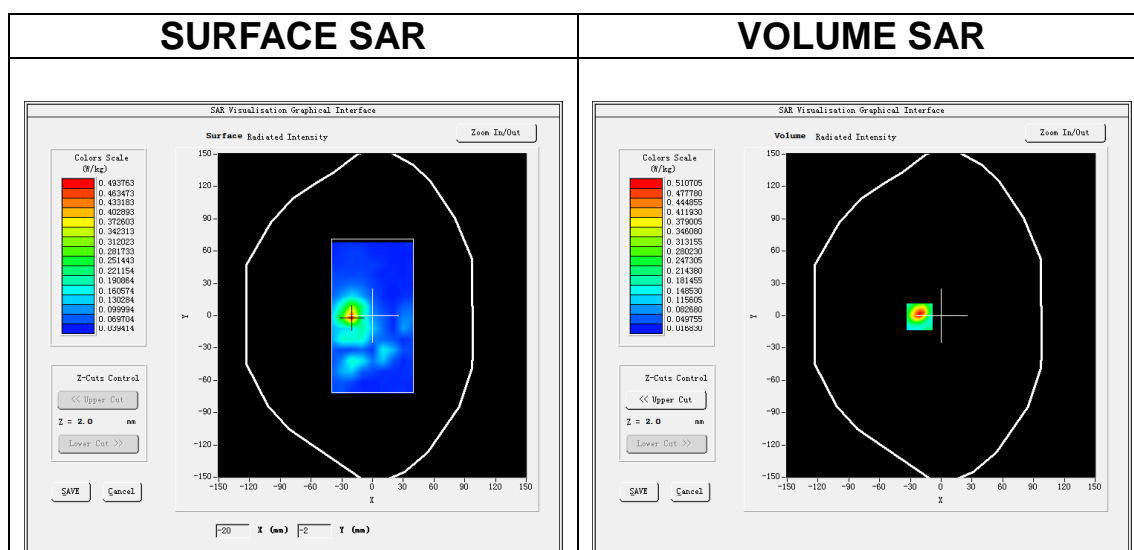 SURFACE SAR
VOLUME SAR
SAR Visualisation Graphical Interface
Surface Radiated Intensity
Zoom In/Out
Colors Scale
(W/kg)
0.493763
0.463473
0.433183
0.402893
0.372603
0.342313
0.312023
0.281733
0.251443
0.221154
0.190864
0.160574
0.130284
0.099994
0.069704
0.039414
Z-Cuts Control
<< Upper Cut
Z = 2.0 mm
Lower Cut >>
SAVE Cancel
150
120
90
60
30
0
-30
-60
-90
-120
-150
Y
-150 -120 -90 -60 -30 0 30 60 90 120 150
X
-20 X (mm) -2 Y (mm)
SAR Visualisation Graphical Interface
Volume Radiated Intensity
Zoom In/Out
Colors Scale
(W/kg)
0.510705
0.477780
0.444855
0.411930
0.379005
0.346080
0.313155
0.280230
0.247305
0.214380
0.181455
0.148530
0.115605
0.082680
0.049755
0.016830
Z-Cuts Control
<< Upper Cut
Z = 2.0 mm
Lower Cut >>
SAVE Cancel
150
120
90
60
30
0
-30
-60
-90
-120
-150
Y
-150 -120 -90 -60 -30 0 30 60 90 120 150
X